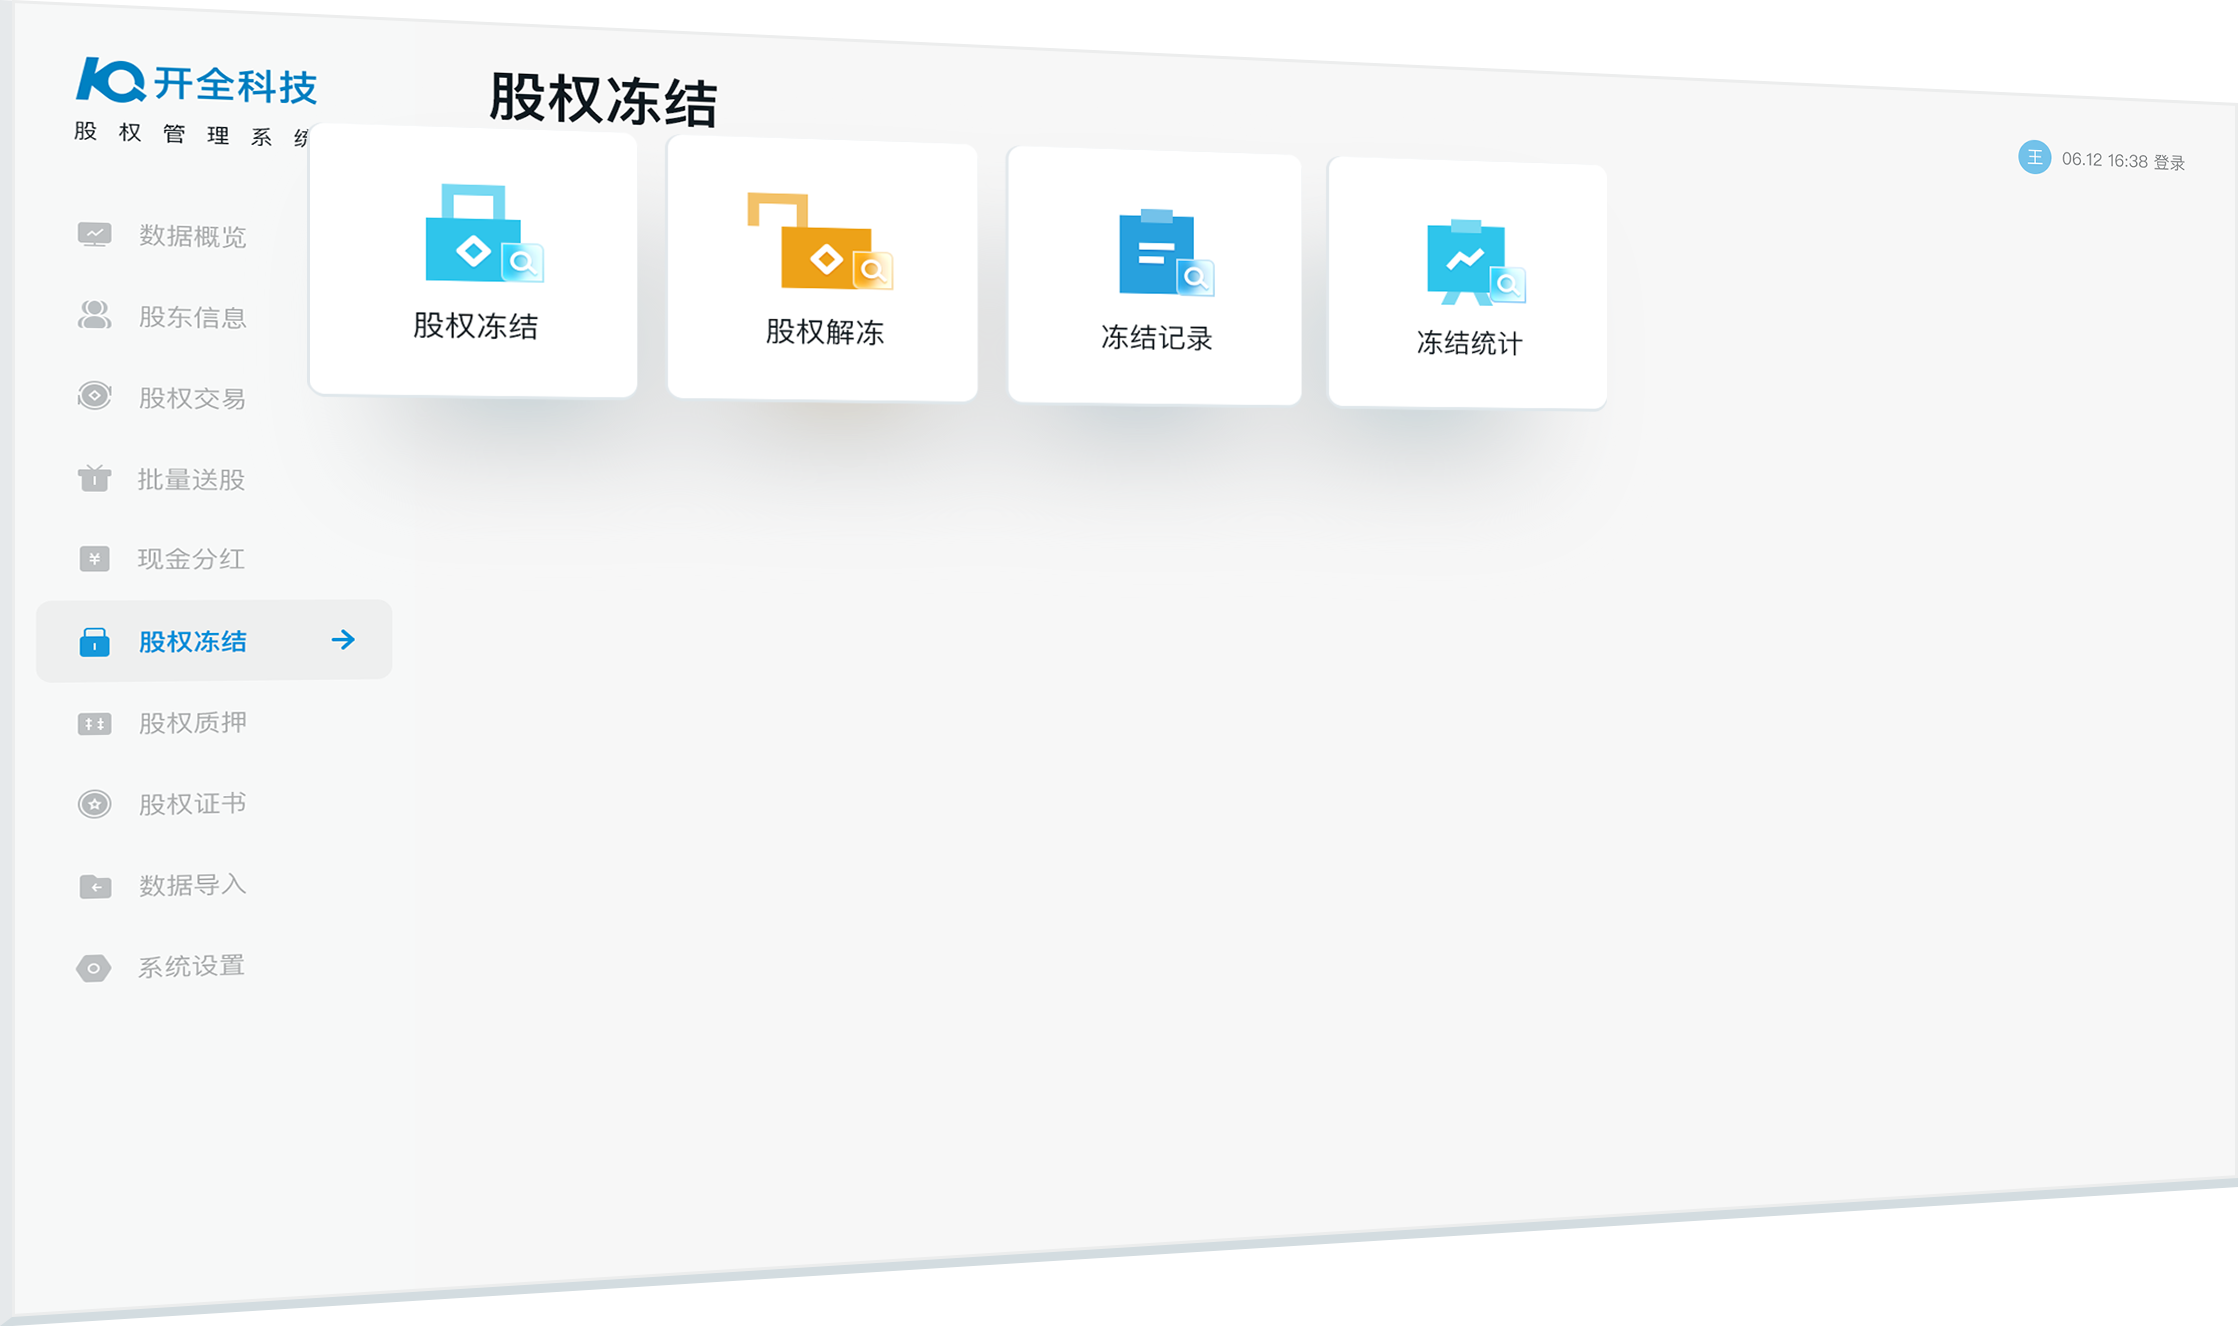 开全科技
股权管理系统
股权冻结
王 06.12 16:38 登录
数据概览
股东信息
股权交易
批量送股
现金分红
股权冻结
股权质押
股权证书
数据导入
系统设置
股权冻结
股权解冻
冻结记录
冻结统计